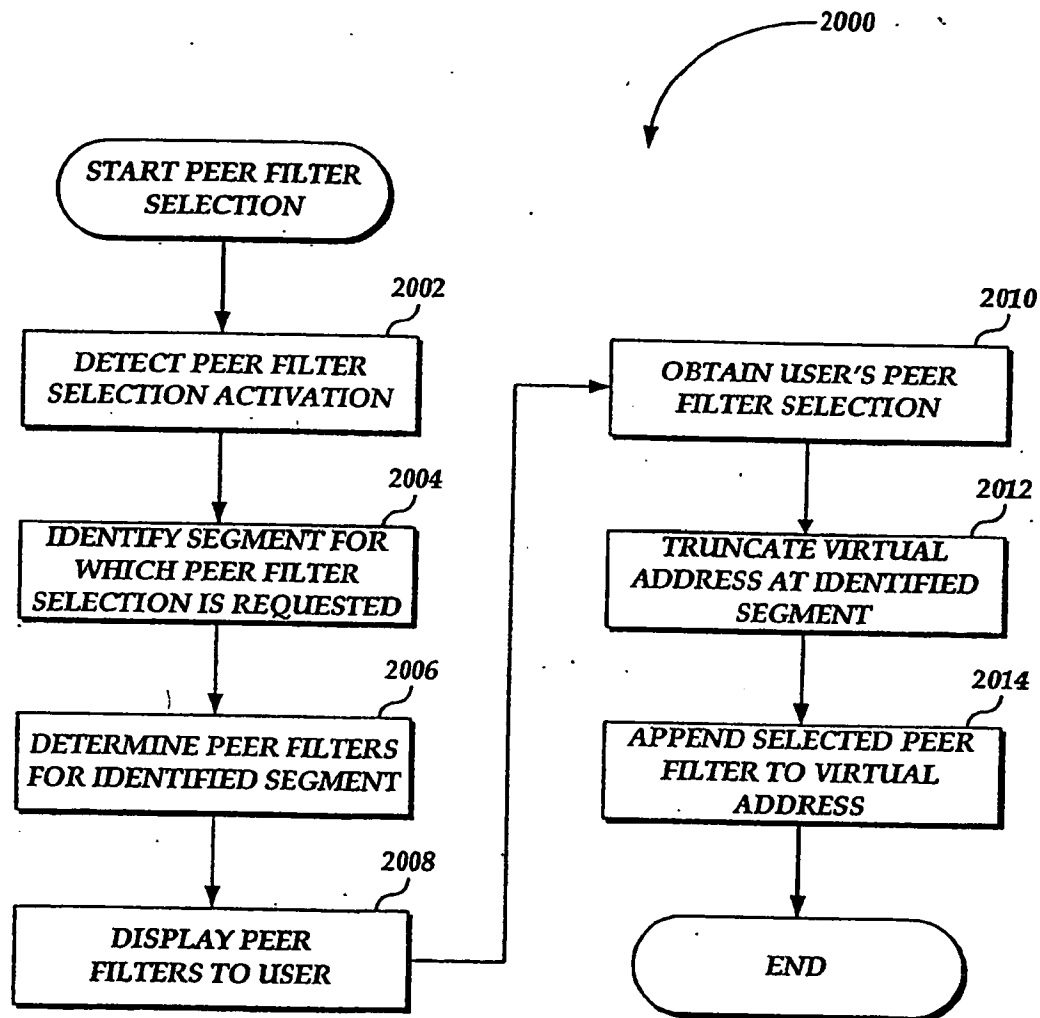 2000
START PEER FILTER
SELECTION
2002
DETECT PEER FILTER
SELECTION ACTIVATION
2004
IDENTIFY SEGMENT FOR
WHICH PEER FILTER
SELECTION IS REQUESTED
2006
DETERMINE PEER FILTERS
FOR IDENTIFIED SEGMENT
2008
DISPLAY PEER
FILTERS TO USER
2010
OBTAIN USER'S PEER
FILTER SELECTION
2012
TRUNCATE VIRTUAL
ADDRESS AT IDENTIFIED
SEGMENT
2014
APPEND SELECTED PEER
FILTER TO VIRTUAL
ADDRESS
END